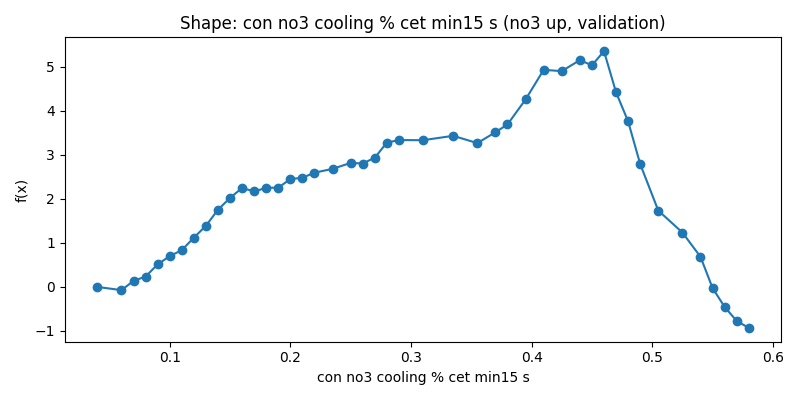 Shape: con no3 cooling % cet min15 s (no3 up, validation)
f(x)
5
4
3
2
1
0
−1
0.1 0.2 0.3 0.4 0.5 0.6
con no3 cooling % cet min15 s